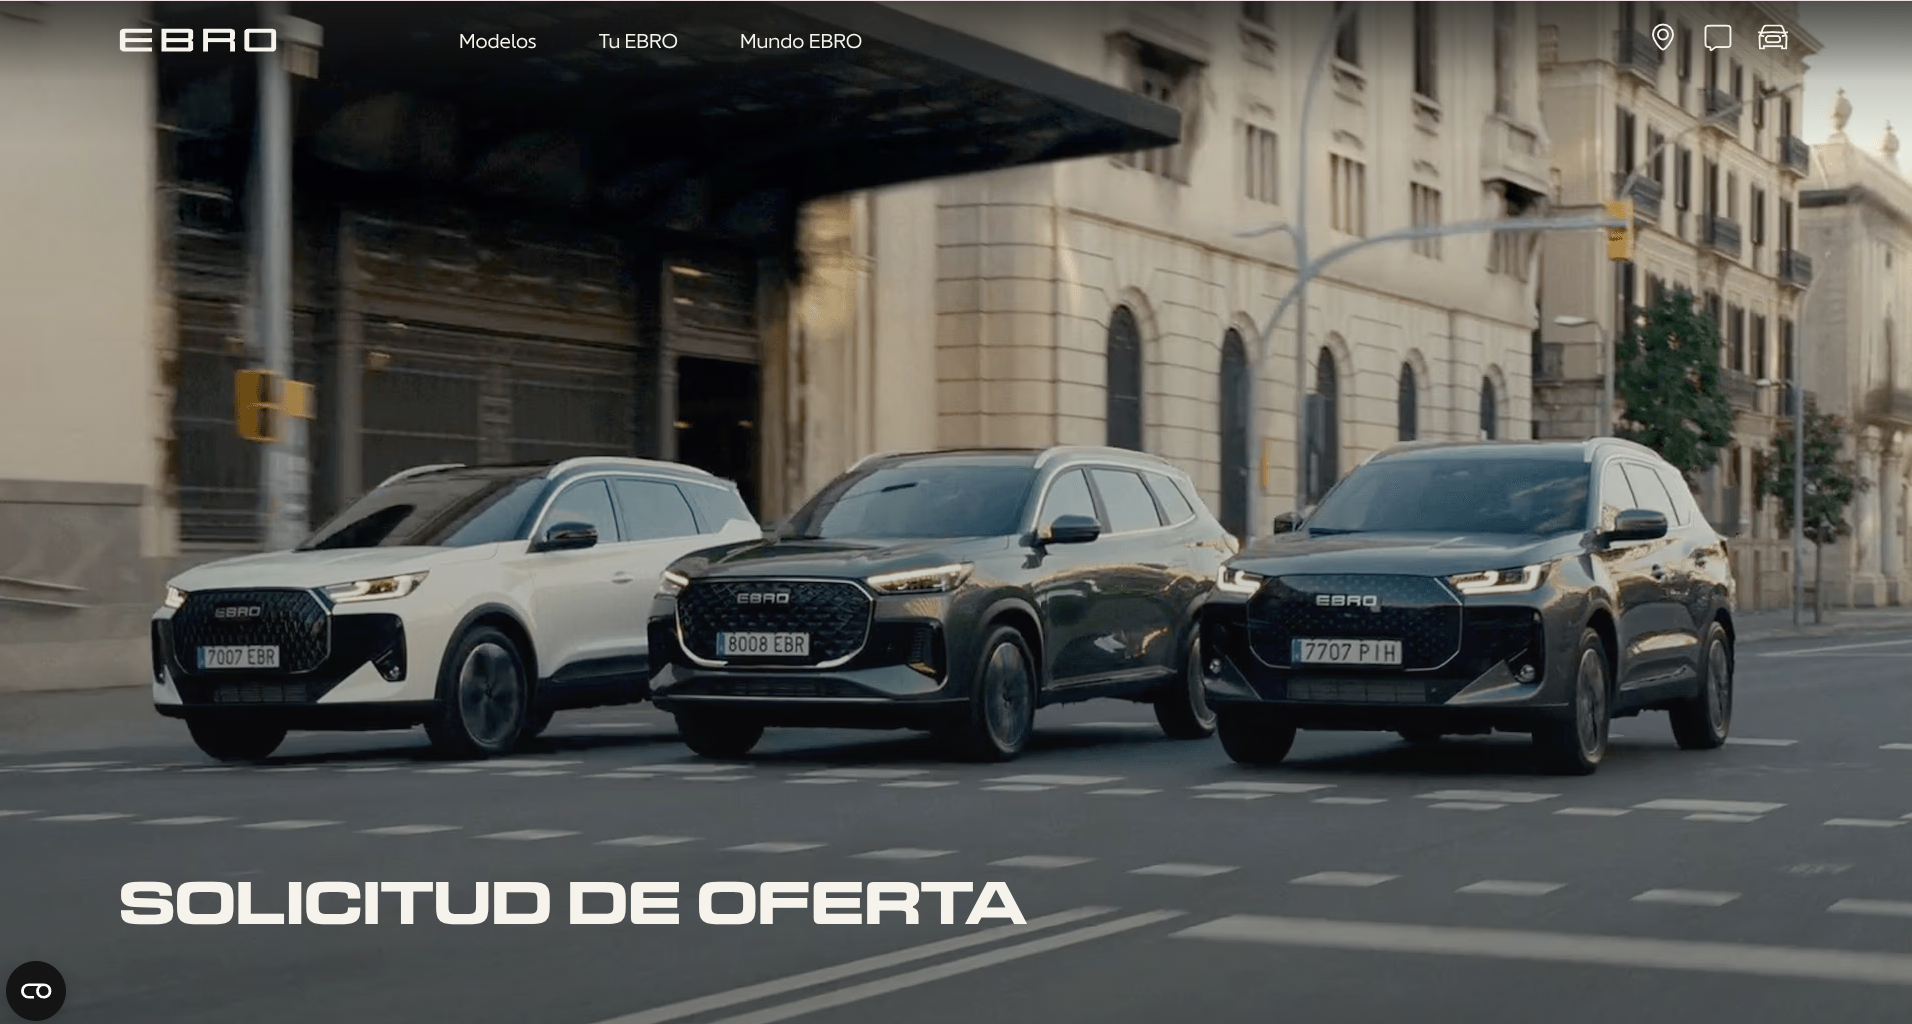 EBRO
Modelos
Tu EBRO
Mundo EBRO
EBRO
7007 EBR
EBRO
8008 EBR
EBRO
7707 PIH
SOLICITUD DE OFERTA